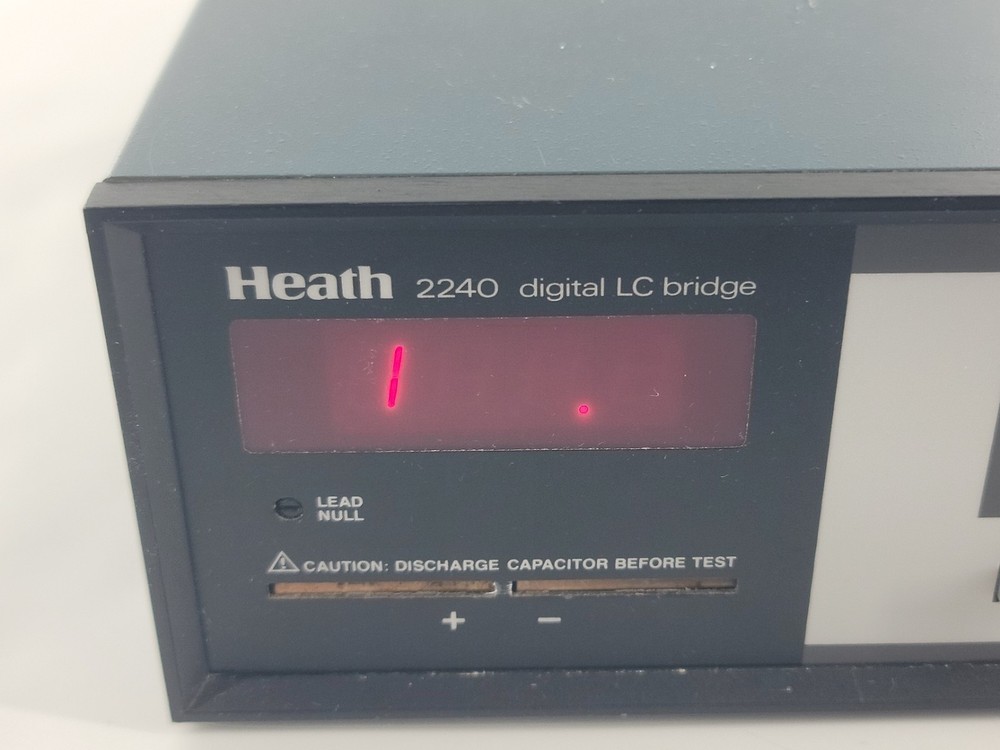 Heath 2240 digital LC bridge
1 .
LEAD
NULL
⚠ CAUTION: DISCHARGE CAPACITOR BEFORE TEST
+ −